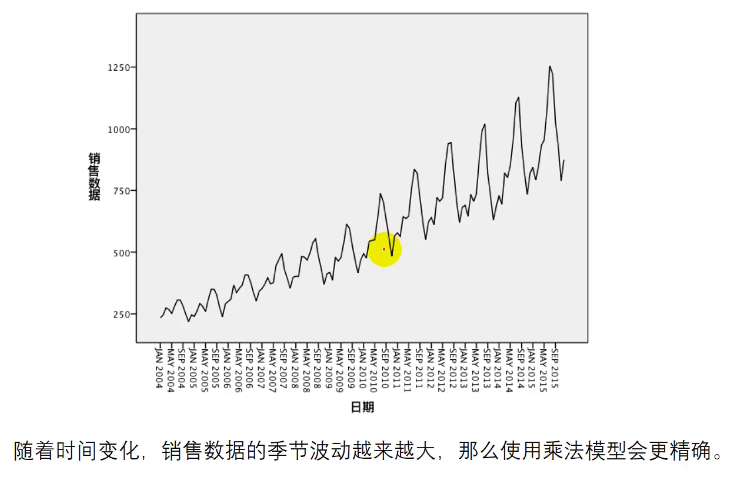 1250
1000
750
500
250
销售数据
JAN 2004
MAY 2004
SEP 2004
JAN 2005
MAY 2005
SEP 2005
JAN 2006
MAY 2006
SEP 2006
JAN 2007
MAY 2007
SEP 2007
JAN 2008
MAY 2008
SEP 2008
JAN 2009
MAY 2009
SEP 2009
JAN 2010
MAY 2010
SEP 2010
JAN 2011
MAY 2011
SEP 2011
JAN 2012
MAY 2012
SEP 2012
JAN 2013
MAY 2013
SEP 2013
JAN 2014
MAY 2014
SEP 2014
JAN 2015
MAY 2015
SEP 2015
日期
随着时间变化，销售数据的季节波动越来越大，那么使用乘法模型会更精确。